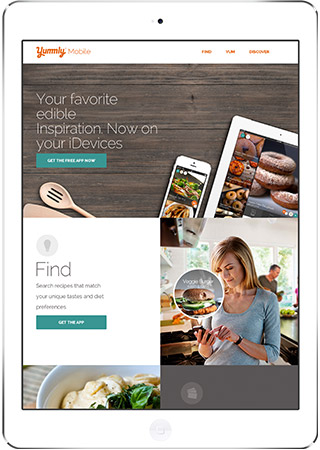 Yummly Mobile
FIND YUM DISCOVER
Your favorite
edible
Inspiration. Now on
your iDevices
GET THE FREE APP NOW
Find
Search recipes that match
your unique tastes and diet
preferences.
GET THE APP
Veggie Burger